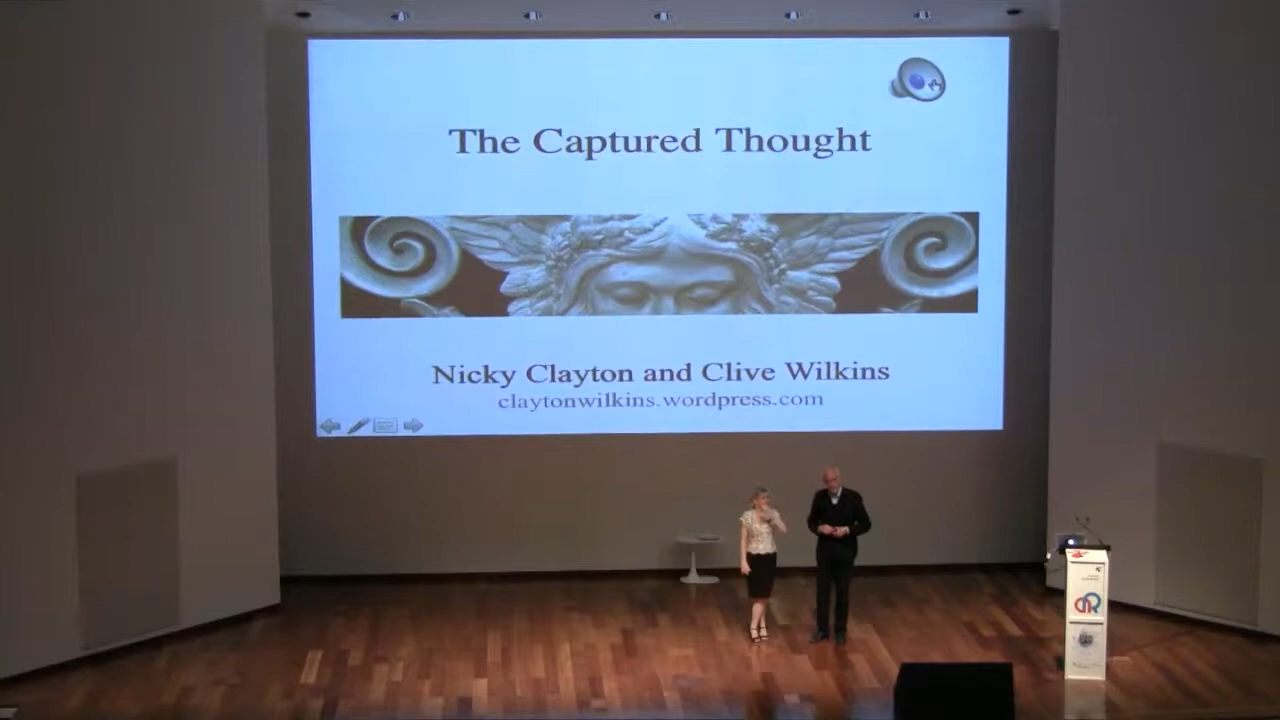 The Captured Thought
Nicky Clayton and Clive Wilkins
claytonwilkins.wordpress.com